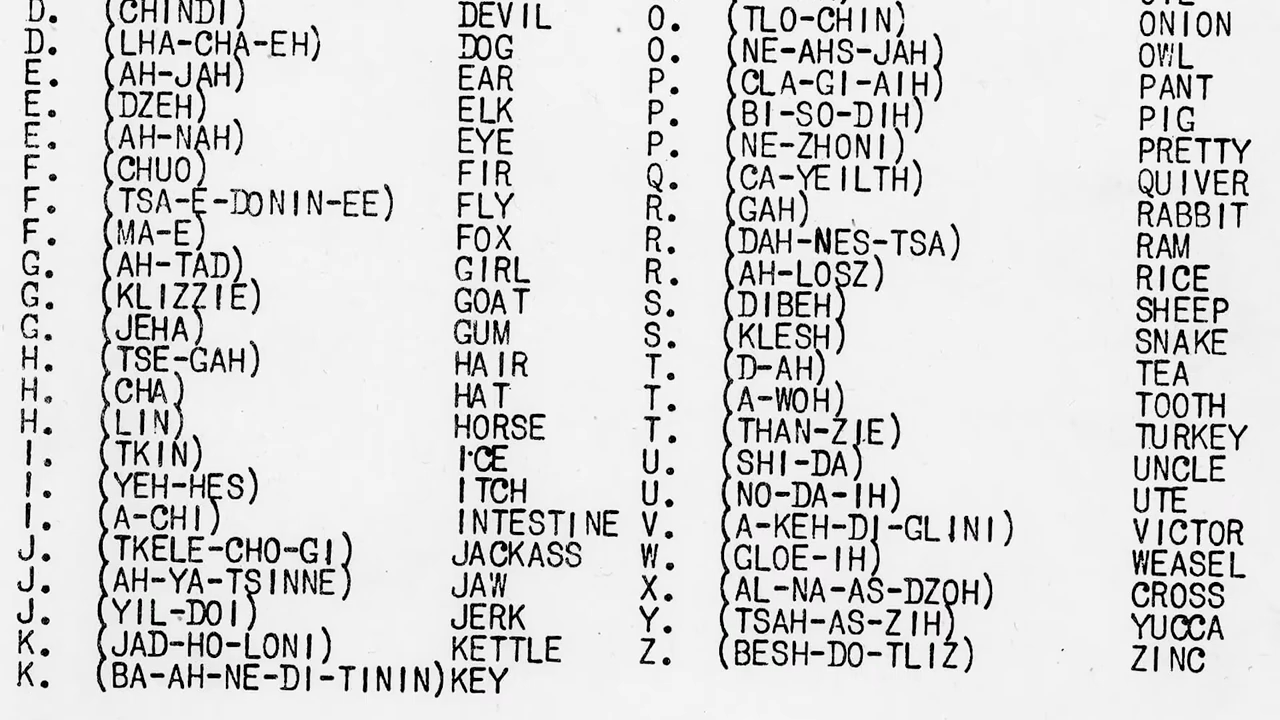 D. (CHINDI) DEVIL
D. (LHA-CHA-EH) DOG
E. (AH-JAH) EAR
E. (DZEH) ELK
E. (AH-NAH) EYE
F. (CHUO) FIR
F. (TSA-E-DONIN-EE) FLY
F. (MA-E) FOX
G. (AH-TAD) GIRL
G. (KLIZZIE) GOAT
G. (JEHA) GUM
H. (TSE-GAH) HAIR
H. (CHA) HAT
H. (LIN) HORSE
I. (TKIN) ICE
I. (YEH-HES) ITCH
I. (A-CHI) INTESTINE
J. (TKELE-CHO-GI) JACKASS
J. (AH-YA-TSINNE) JAW
J. (YIL-DOI) JERK
K. (JAD-HO-LONI) KETTLE
K. (BA-AH-NE-DI-TININ) KEY
O. (TLO-CHIN) ONION
O. (NE-AHS-JAH) OWL
P. (CLA-GI-AIH) PANT
P. (BI-SO-DIH) PIG
P. (NE-ZHONI) PRETTY
Q. (CA-YEILTH) QUIVER
R. (GAH) RABBIT
R. (DAH-NES-TSA) RAM
R. (AH-LOSZ) RICE
S. (DIBEH) SHEEP
S. (KLESH) SNAKE
T. (D-AH) TEA
T. (A-WOH) TOOTH
T. (THAN-ZIE) TURKEY
U. (SHI-DA) UNCLE
U. (NO-DA-IH) UTE
V. (A-KEH-DI-GLINI) VICTOR
W. (GLOE-IH) WEASEL
X. (AL-NA-AS-DZOH) CROSS
Y. (TSAH-AS-ZIH) YUCCA
Z. (BESH-DO-TLIZ) ZINC